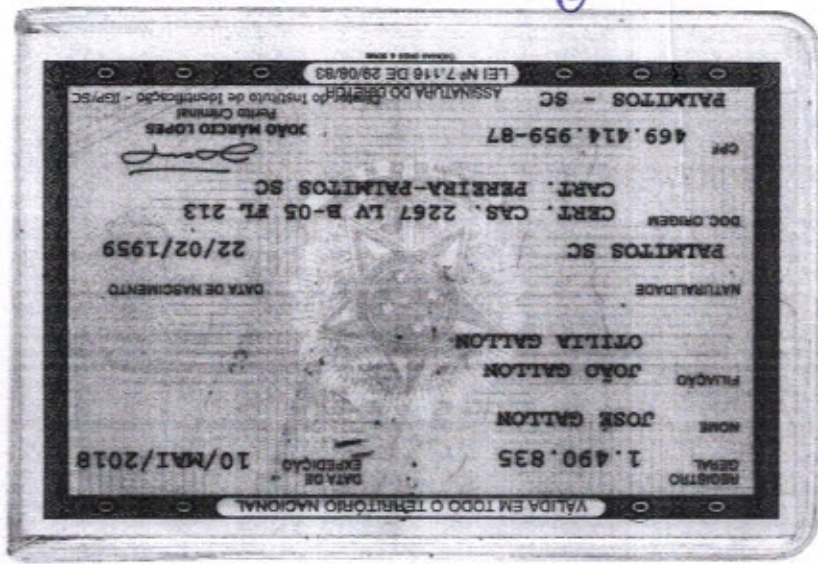 VÁLIDA EM TODO O TERRITÓRIO NACIONAL
REGISTRO GERAL 1.490.835 DATA DE EXPEDIÇÃO 10/MAI/2018
NOME JOSÉ GALLON
FILIAÇÃO JOÃO GALLON
OTILIA GALLON
NATURALIDADE DATA DE NASCIMENTO
PALMITOS SC 22/02/1959
DOC. ORIGEM CERT. CAS. 2267 LV B-05 FL 213
CART. PEREIRA-PALMITOS SC
CPF 469.414.959-87
JOÃO MÁRCIO LOPES
Perito Criminal
PALMITOS - SC
Diretor do Instituto de Identificação - IGP/SC
ASSINATURA DO DIRETOR
LEI Nº 7.116 DE 29/08/83